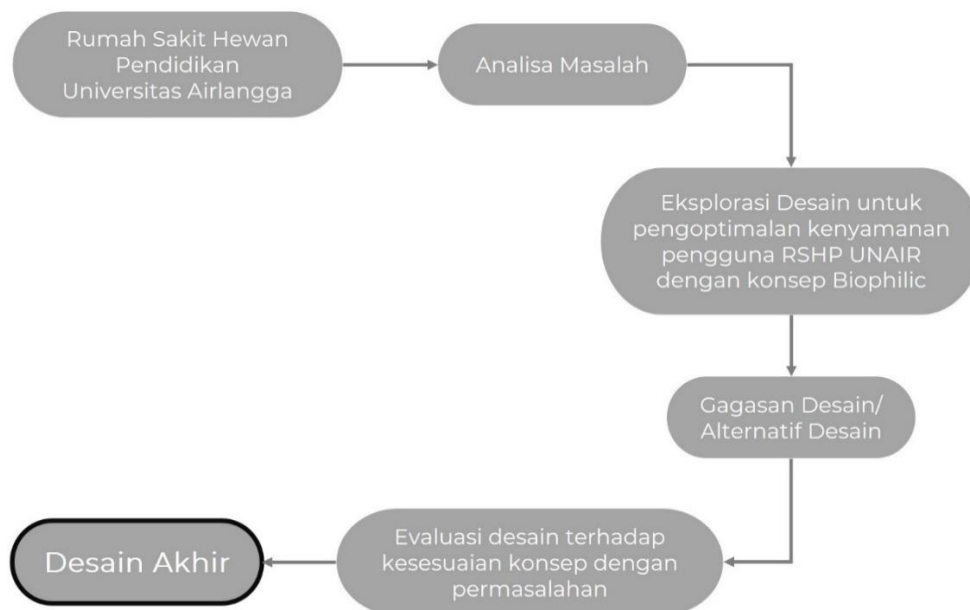 Rumah Sakit Hewan
Pendidikan
Universitas Airlangga
Analisa Masalah
Eksplorasi Desain untuk
pengoptimalan kenyamanan
pengguna RSHP UNAIR
dengan konsep Biophilic
Gagasan Desain/
Alternatif Desain
Evaluasi desain terhadap
kesesuaian konsep dengan
permasalahan
Desain Akhir